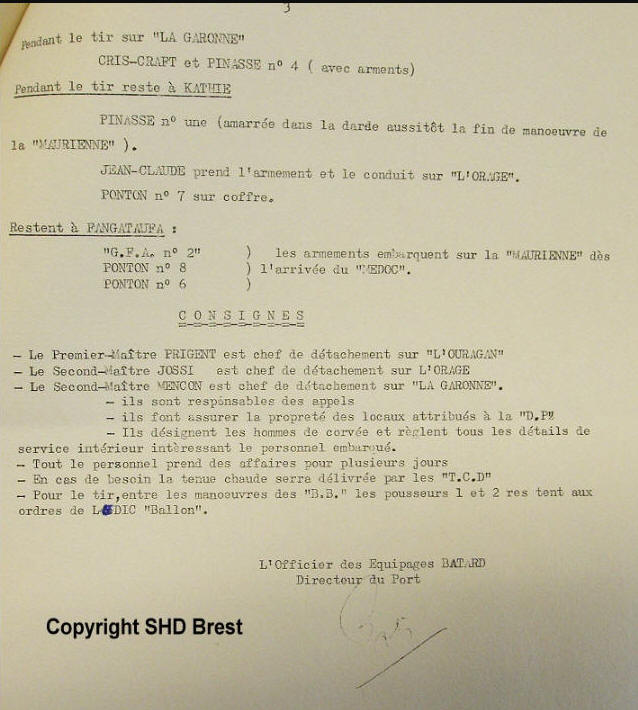 3
Pendant le tir sur "LA GARONNE"
CRIS-CRAFT et PINASSE n° 4 ( avec arments)
Pendant le tir reste à KATHIE
PINASSE n° une (amarrée dans la darde aussitôt la fin de manoeuvre de
la "MAURIENNE" ).
JEAN-CLAUDE prend l'armement et le conduit sur "L'ORAGE".
PONTON n° 7 sur coffre.
Restent à FANGATAUFA :
"G.F.A. n° 2" ) les armements embarquent sur la "MAURIENNE" dès
PONTON n° 8 ) l'arrivée du "MEDOC".
PONTON n° 6 )
C O N S I G N E S
- Le Premier-Maître PRIGENT est chef de détachement sur "L'OURAGAN"
- Le Second-Maître JOSSI est chef de détachement sur L'ORAGE
- Le Second-Maître MENCON est chef de détachement sur "LA GARONNE".
- ils sont responsables des appels
- ils font assurer la propreté des locaux attribués à la "D.P"
- Ils désignent les hommes de corvée et règlent tous les détails de
service intérieur intèressant le personnel embarqué.
- Tout le personnel prend des affaires pour plusieurs jours
- En cas de besoin la tenue chaude serra délivrée par les "T.C.D"
- Pour le tir,entre les manoeuvres des "B.B." les pousseurs 1 et 2 res tent aux
ordres de "Ballon".
L'Officier des Equipages BATARD
Directeur du Port
Copyright SHD Brest